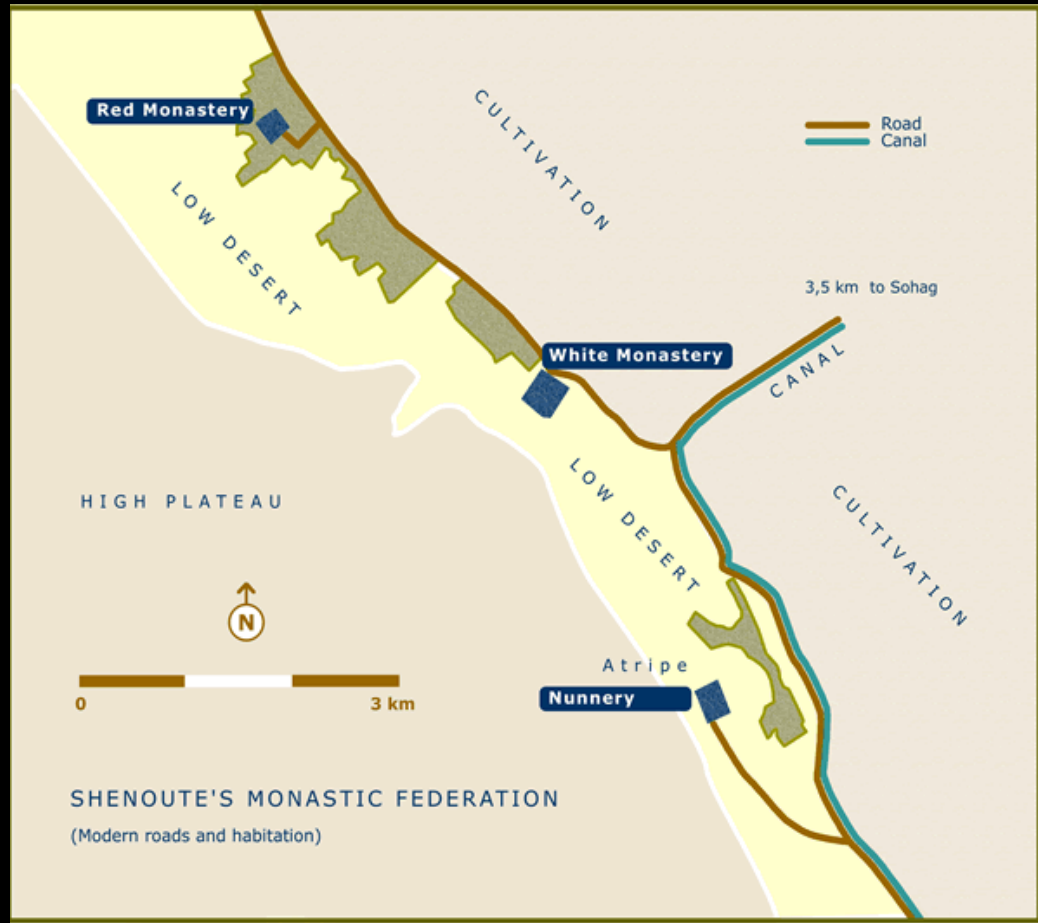 Red Monastery
CULTIVATION
Road
Canal
LOW DESERT
3,5 km to Sohag
White Monastery
CANAL
LOW DESERT
HIGH PLATEAU
CULTIVATION
N
Atripe
Nunnery
0 3 km
SHENOUTE'S MONASTIC FEDERATION
(Modern roads and habitation)